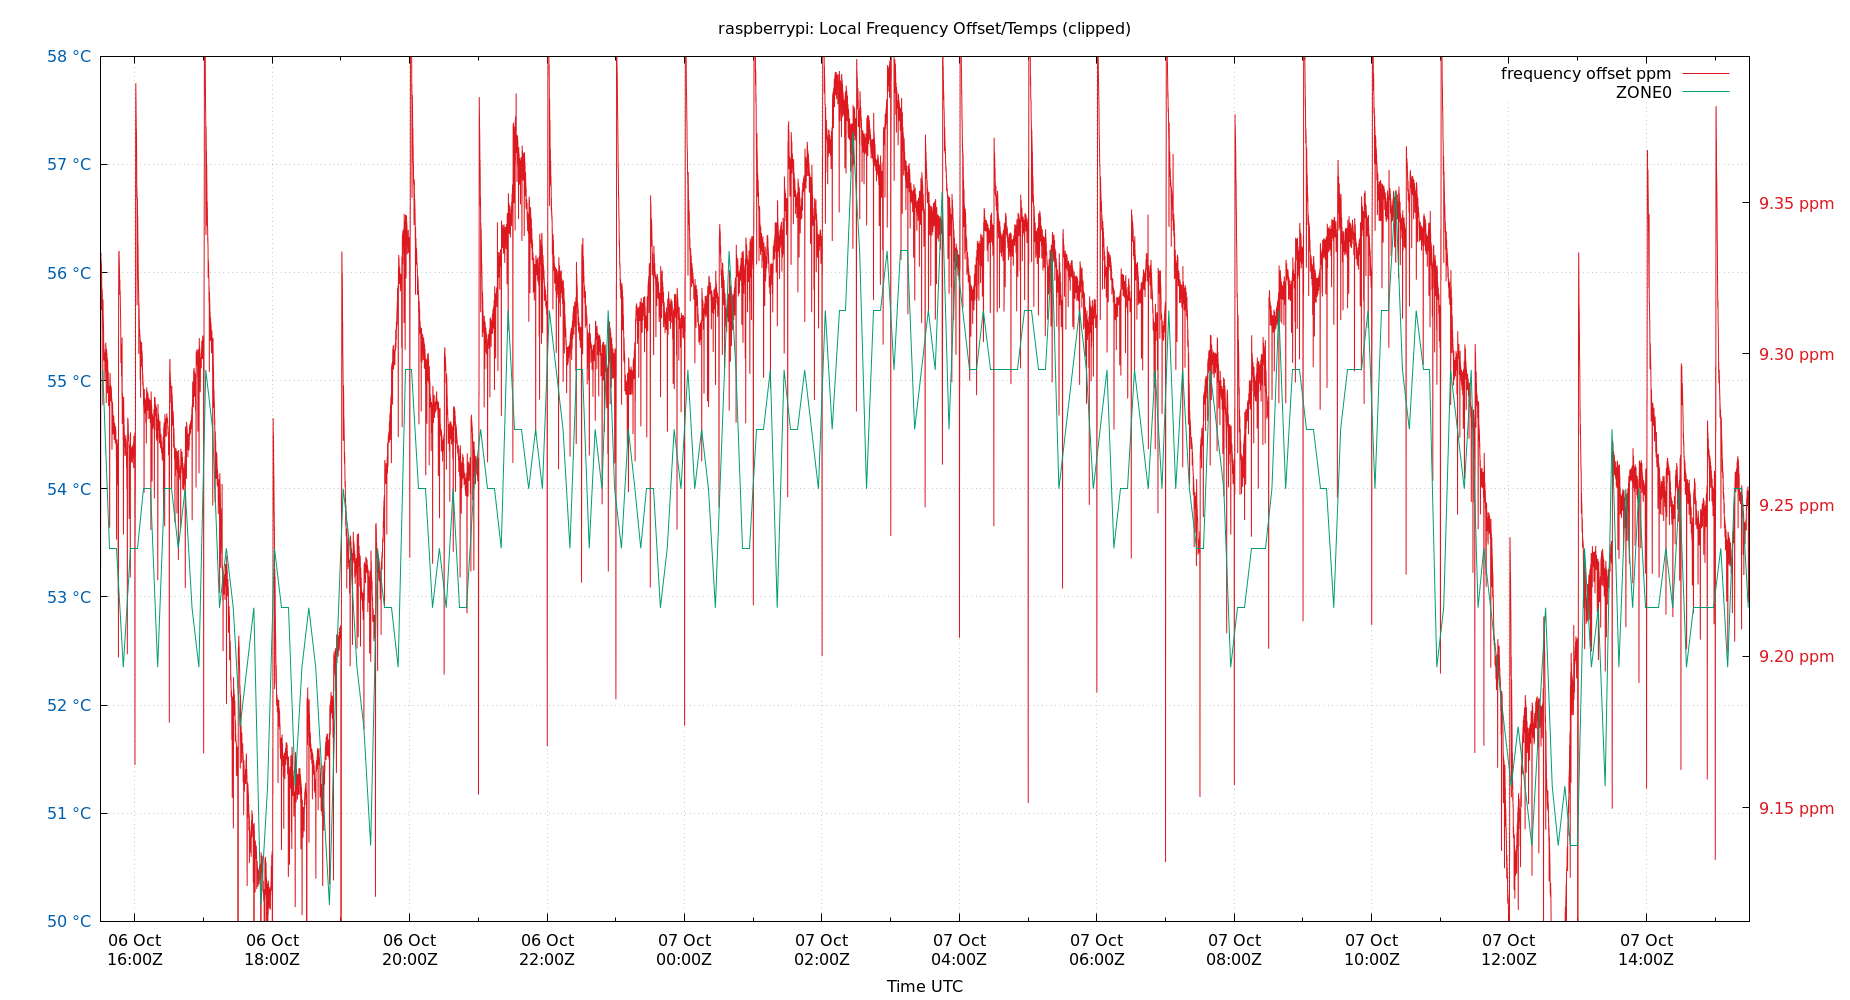 raspberrypi: Local Frequency Offset/Temps (clipped)
58 °C
57 °C
56 °C
55 °C
54 °C
53 °C
52 °C
51 °C
50 °C
frequency offset ppm
ZONE0
9.35 ppm
9.30 ppm
9.25 ppm
9.20 ppm
9.15 ppm
06 Oct 06 Oct 06 Oct 06 Oct 07 Oct 07 Oct 07 Oct 07 Oct 07 Oct 07 Oct 07 Oct 07 Oct
16:00Z 18:00Z 20:00Z 22:00Z 00:00Z 02:00Z 04:00Z 06:00Z 08:00Z 10:00Z 12:00Z 14:00Z
Time UTC